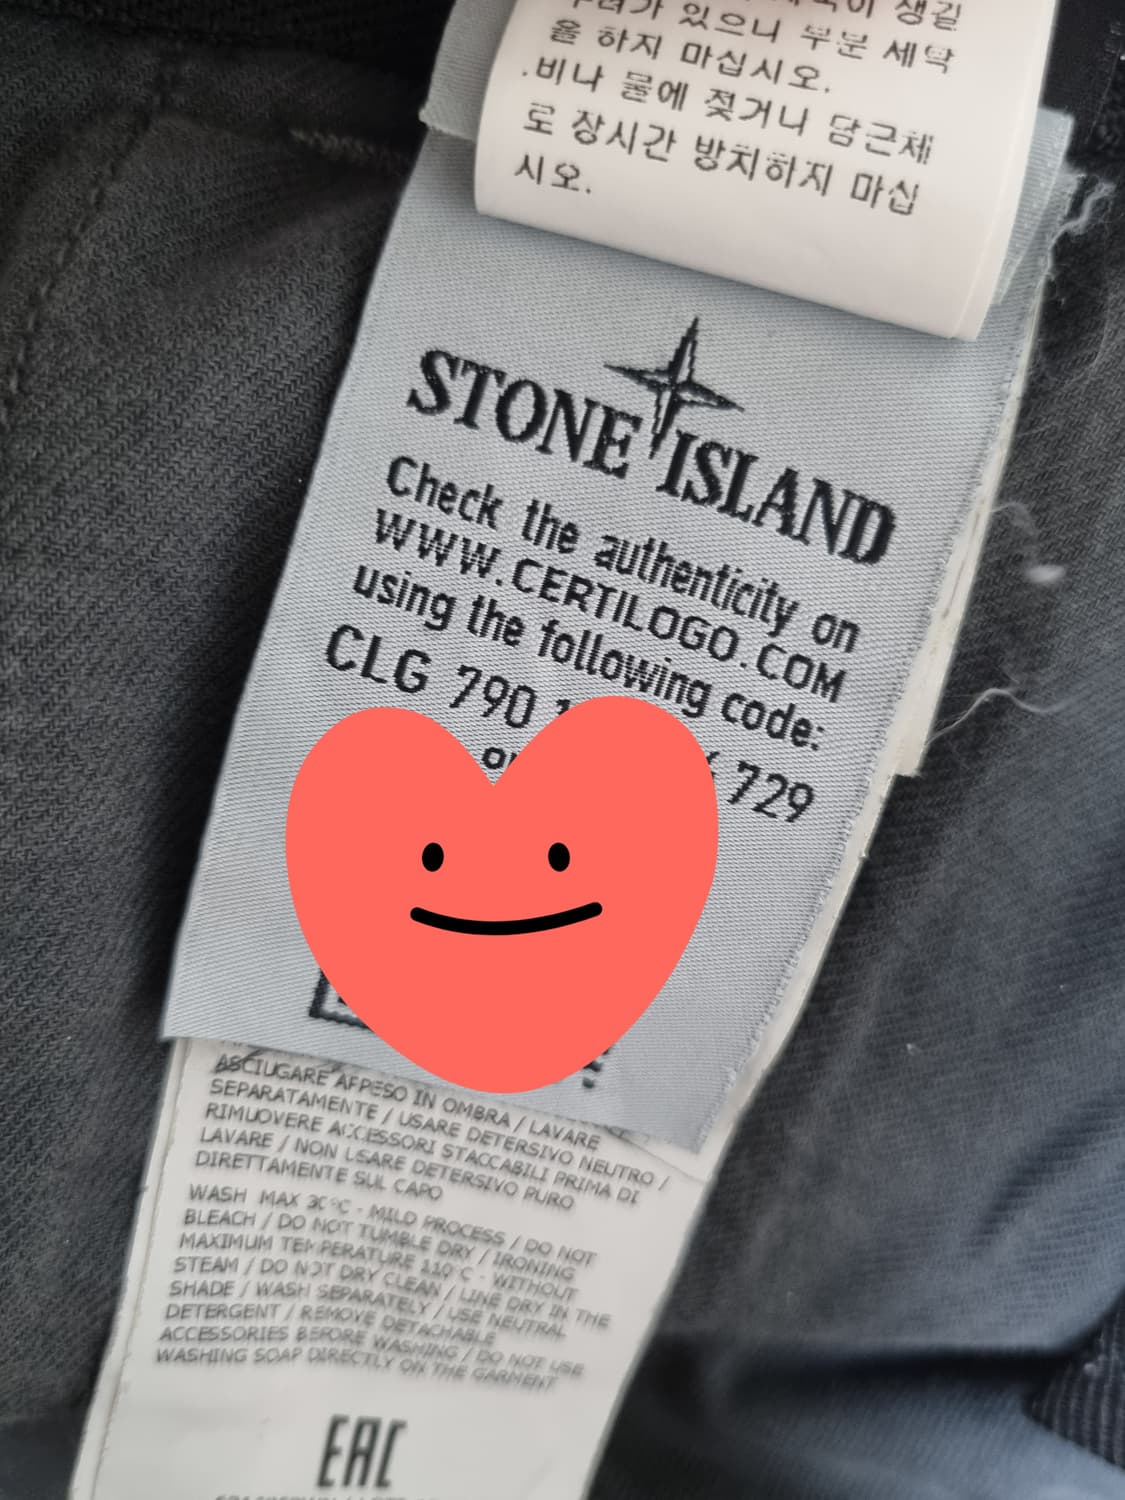 가 있으니 부분 세탁
을 하지 마십시오.
.비나 물에 젖거나 담근체
로 장시간 방치하지 마십
시오.
STONE ISLAND
Check the authenticity on
WWW.CERTILOGO.COM
using the following code:
CLG 790 729
ASCIUGARE APPESO IN OMBRA / LAVARE
SEPARATAMENTE / USARE DETERSIVO NEUTRO /
RIMUOVERE ACCESSORI STACCABILI PRIMA DI
LAVARE / NON USARE DETERSIVO PURO
DIRETTAMENTE SUL CAPO
WASH MAX 30°C - MILD PROCESS / DO NOT
BLEACH / DO NOT TUMBLE DRY / IRONING
MAXIMUM TEMPERATURE 110°C - WITHOUT
STEAM / DO NOT DRY CLEAN / LINE DRY IN THE
SHADE / WASH SEPARATELY / USE NEUTRAL
DETERGENT / REMOVE DETACHABLE
ACCESSORIES BEFORE WASHING / DO NOT USE
WASHING SOAP DIRECTLY ON THE GARMENT
EAC